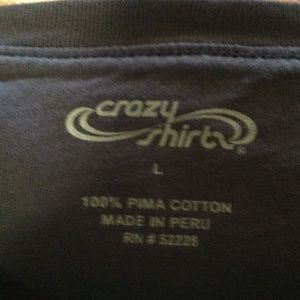 crazy
shirts®
L
100% PIMA COTTON
MADE IN PERU
RN # 52228